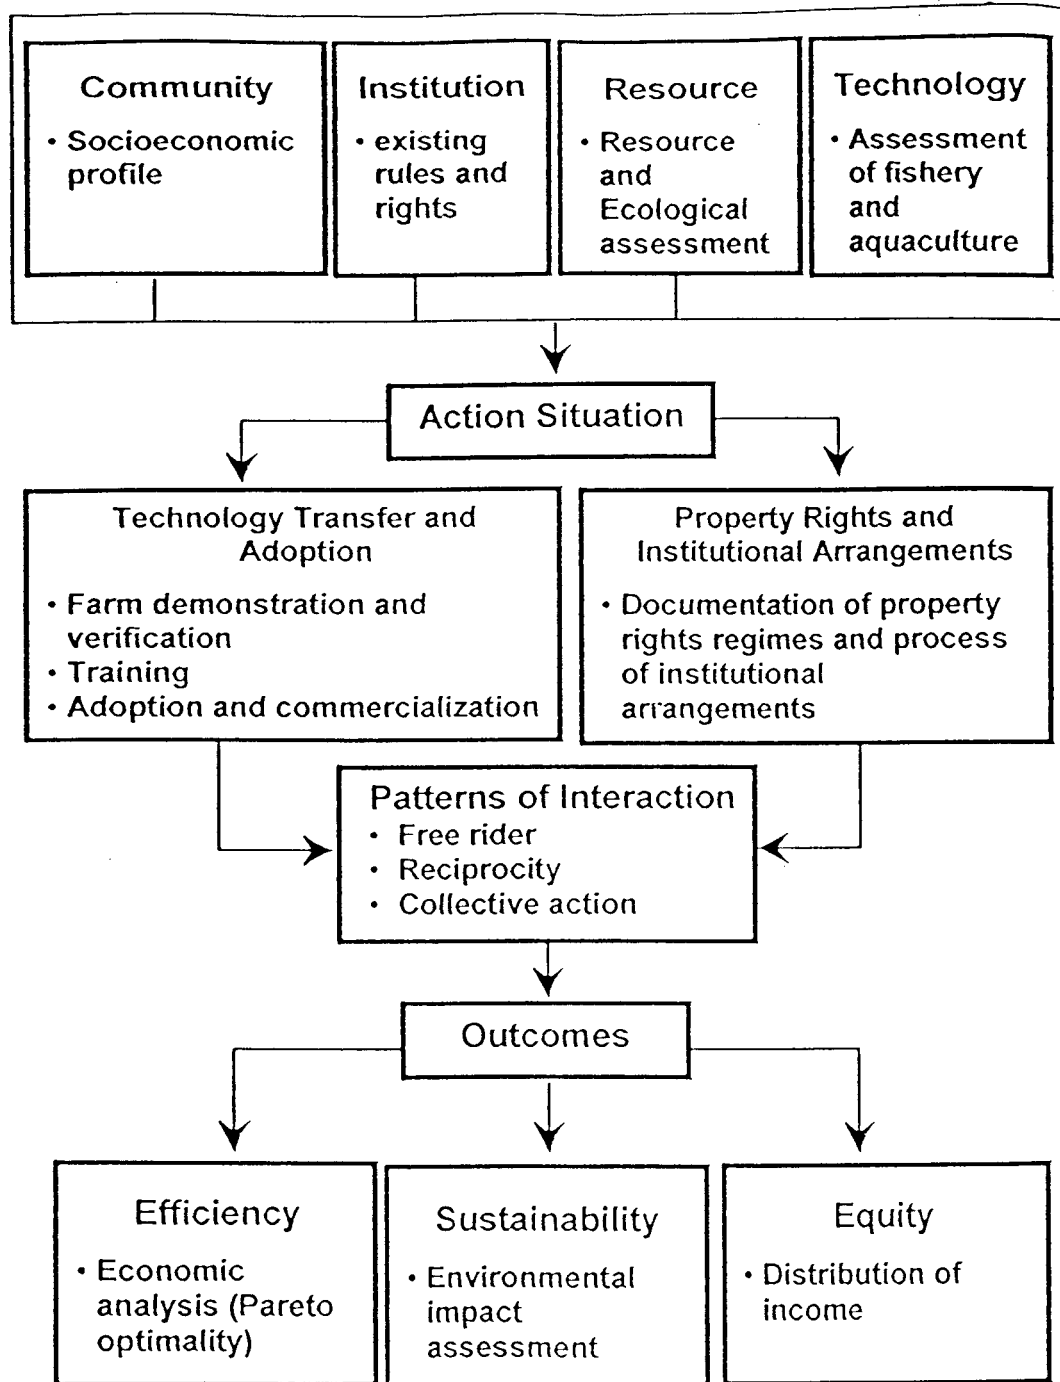 Community
• Socioeconomic
profile
Institution
• existing
rules and
rights
Resource
• Resource
and
Ecological
assessment
Technology
• Assessment
of fishery
and
aquaculture
Action Situation
Technology Transfer and
Adoption
• Farm demonstration and
verification
• Training
• Adoption and commercialization
Property Rights and
Institutional Arrangements
• Documentation of property
rights regimes and process
of institutional
arrangements
Patterns of Interaction
• Free rider
• Reciprocity
• Collective action
Outcomes
Efficiency
• Economic
analysis (Pareto
optimality)
Sustainability
• Environmental
impact
assessment
Equity
• Distribution of
income